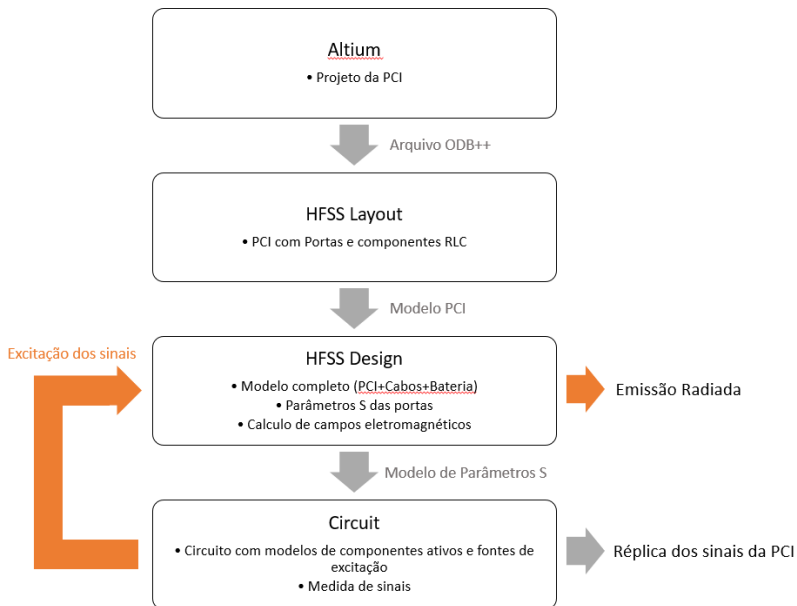 Altium
• Projeto da PCI
Arquivo ODB++
HFSS Layout
• PCI com Portas e componentes RLC
Modelo PCI
Excitação dos sinais
HFSS Design
• Modelo completo (PCI+Cabos+Bateria)
• Parâmetros S das portas
• Calculo de campos eletromagnéticos
Emissão Radiada
Modelo de Parâmetros S
Circuit
• Circuito com modelos de componentes ativos e fontes de
excitação
• Medida de sinais
Réplica dos sinais da PCI